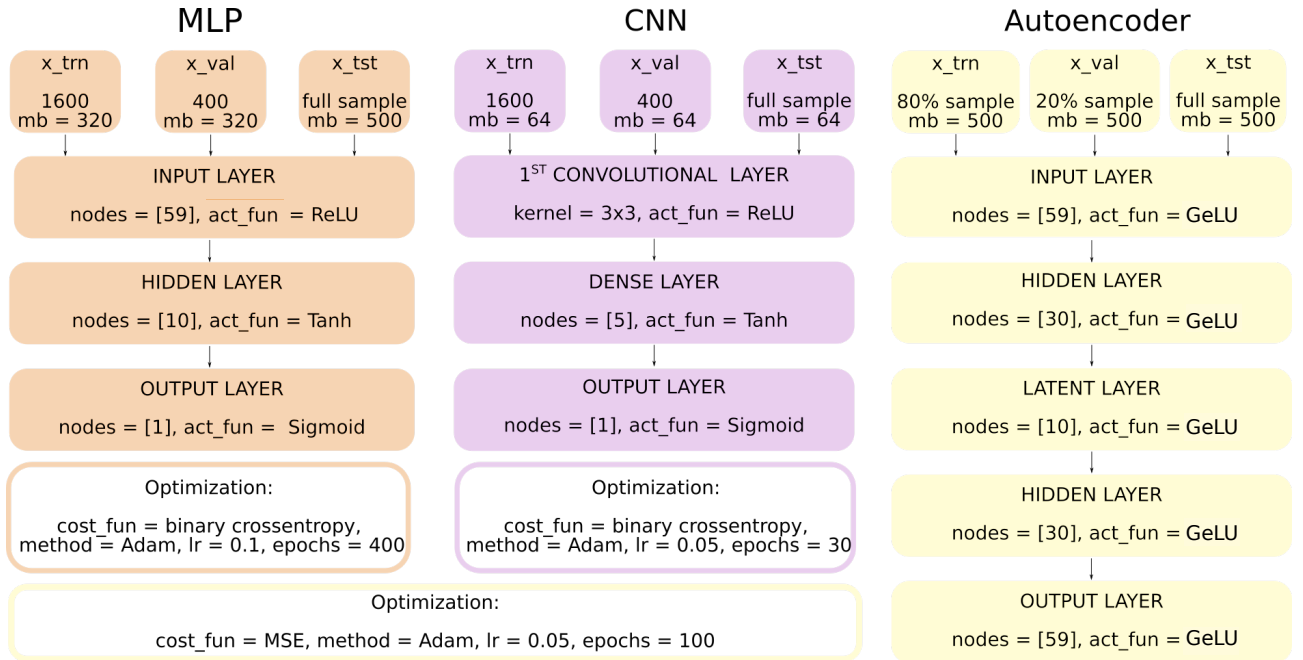 MLP
x_trn
1600
mb = 320
x_val
400
mb = 320
x_tst
full sample
mb = 500
INPUT LAYER
nodes = [59], act_fun = ReLU
HIDDEN LAYER
nodes = [10], act_fun = Tanh
OUTPUT LAYER
nodes = [1], act_fun = Sigmoid
Optimization:
cost_fun = binary crossentropy,
method = Adam, lr = 0.1, epochs = 400
CNN
x_trn
1600
mb = 64
x_val
400
mb = 64
x_tst
full sample
mb = 64
1ST CONVOLUTIONAL LAYER
kernel = 3x3, act_fun = ReLU
DENSE LAYER
nodes = [5], act_fun = Tanh
OUTPUT LAYER
nodes = [1], act_fun = Sigmoid
Optimization:
cost_fun = binary crossentropy,
method = Adam, lr = 0.05, epochs = 30
Autoencoder
x_trn
80% sample
mb = 500
x_val
20% sample
mb = 500
x_tst
full sample
mb = 500
INPUT LAYER
nodes = [59], act_fun = GeLU
HIDDEN LAYER
nodes = [30], act_fun = GeLU
LATENT LAYER
nodes = [10], act_fun = GeLU
HIDDEN LAYER
nodes = [30], act_fun = GeLU
OUTPUT LAYER
nodes = [59], act_fun = GeLU
Optimization:
cost_fun = MSE, method = Adam, lr = 0.05, epochs = 100